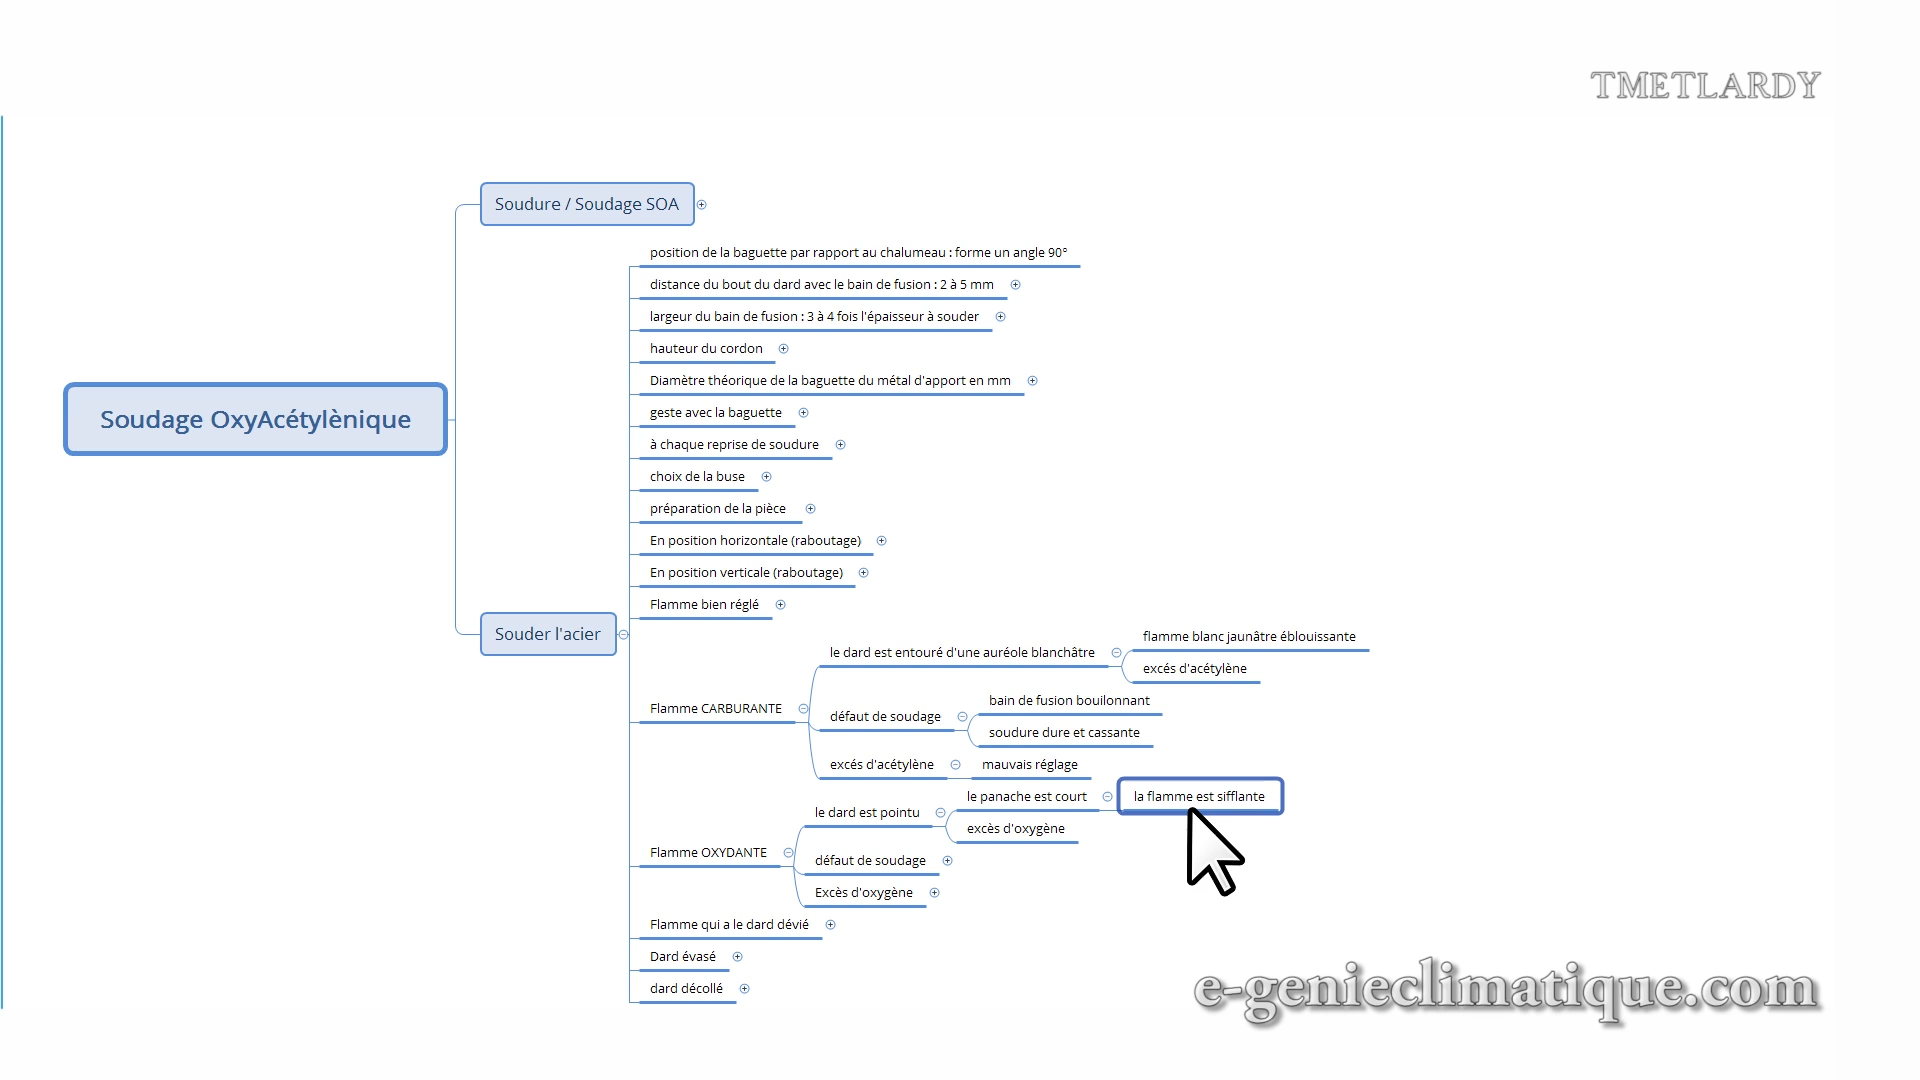 TMETLARDY
Soudure / Soudage SOA
position de la baguette par rapport au chalumeau : forme un angle 90°
distance du bout du dard avec le bain de fusion : 2 à 5 mm
largeur du bain de fusion : 3 à 4 fois l'épaisseur à souder
hauteur du cordon
Diamètre théorique de la baguette du métal d'apport en mm
Soudage OxyAcétylènique
geste avec la baguette
à chaque reprise de soudure
choix de la buse
préparation de la pièce
En position horizontale (raboutage)
En position verticale (raboutage)
Flamme bien réglé
Souder l'acier
flamme blanc jaunâtre éblouissante
le dard est entouré d'une auréole blanchâtre
excés d'acétylène
bain de fusion bouilonnant
Flamme CARBURANTE
défaut de soudage
soudure dure et cassante
excés d'acétylène
mauvais réglage
le panache est court
la flamme est sifflante
le dard est pointu
excès d'oxygène
Flamme OXYDANTE
défaut de soudage
Excès d'oxygène
Flamme qui a le dard dévié
Dard évasé
dard décollé
e-genieclimatique.com